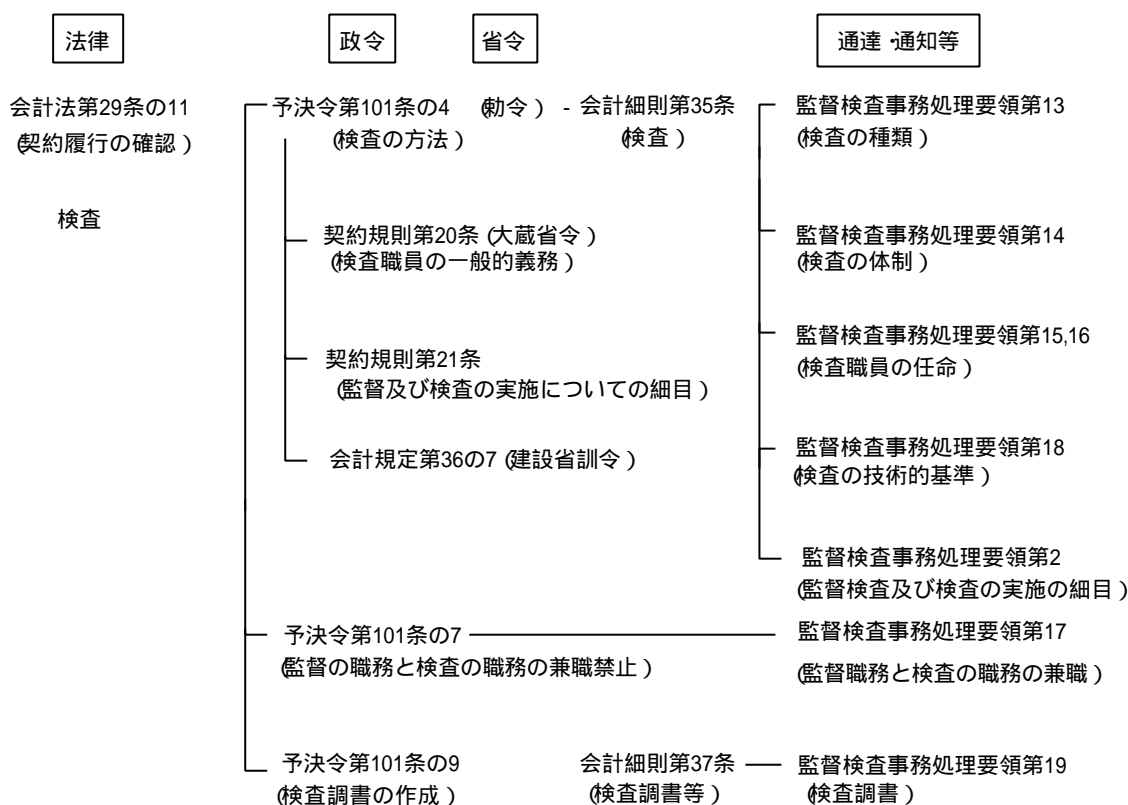 法律
政令
省令
通達・通知等
会計法第29条の11
(契約履行の確認)
検査
予決令第101条の4 (勅令) - 会計細則第35条
(検査の方法)
(検査)
契約規則第20条(大蔵省令)
(検査職員の一般的義務)
契約規則第21条
(監督及び検査の実施についての細目)
会計規定第36の7(建設省訓令)
監督検査事務処理要領第13
(検査の種類)
監督検査事務処理要領第14
(検査の体制)
監督検査事務処理要領第15,16
(検査職員の任命)
監督検査事務処理要領第18
(検査の技術的基準)
監督検査事務処理要領第2
(監督検査及び検査の実施の細目)
予決令第101条の7
(監督の職務と検査の職務の兼職禁止)
監督検査事務処理要領第17
(監督職務と検査の職務の兼職)
予決令第101条の9
(検査調書の作成)
会計細則第37条
(検査調書等)
監督検査事務処理要領第19
(検査調書)